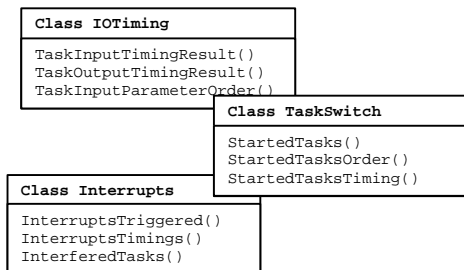 Class IOTiming
TaskInputTimingResult()
TaskOutputTimingResult()
TaskInputParameterOrder()
Class TaskSwitch
StartedTasks()
StartedTasksOrder()
StartedTasksTiming()
Class Interrupts
InterruptsTriggered()
InterruptsTimings()
InterferedTasks()